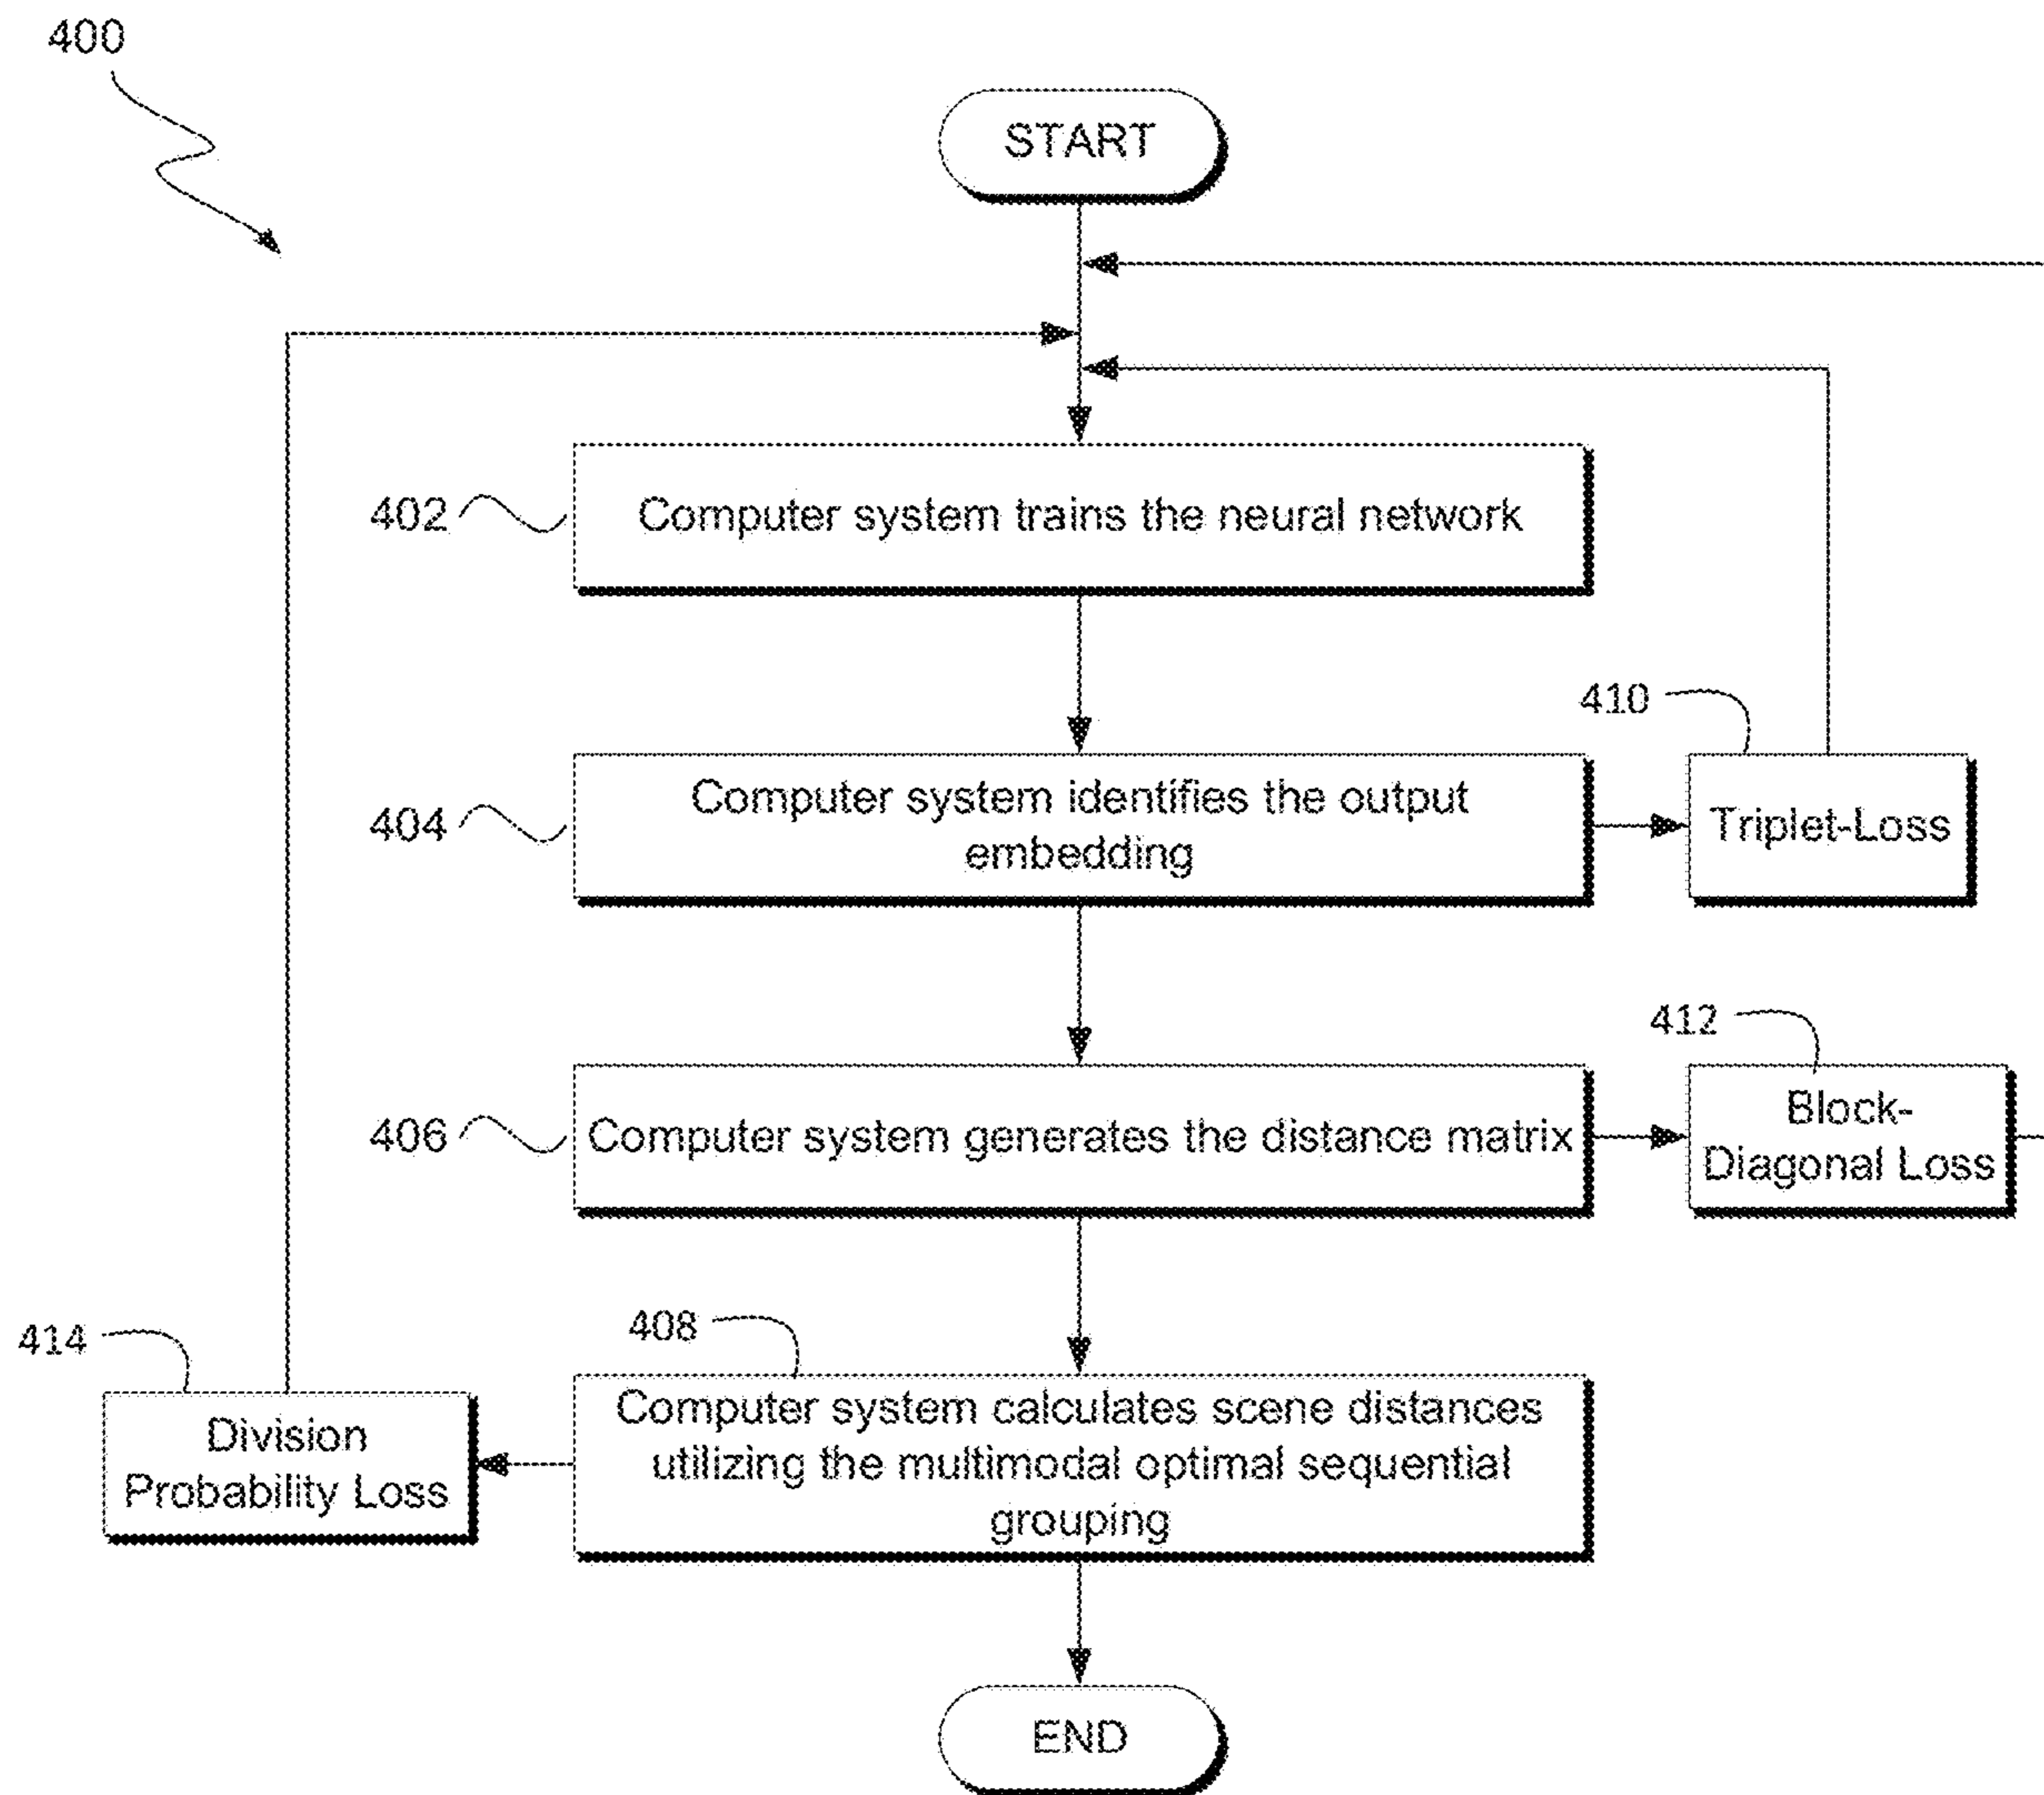 400
START
402
Computer system trains the neural network
410
404
Computer system identifies the output
embedding
Triplet-Loss
412
406
Computer system generates the distance matrix
Block-
Diagonal Loss
414
408
Division
Probability Loss
Computer system calculates scene distances
utilizing the multimodal optimal sequential
grouping
END